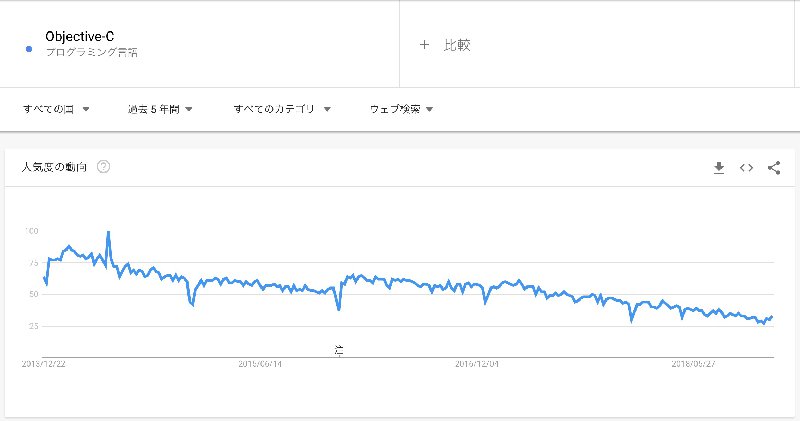 Objective-C
プログラミング言語
+ 比較
すべての国 過去 5 年間 すべてのカテゴリ ウェブ検索
人気度の動向
100
75
50
25
注
2013/12/22 2015/06/14 2016/12/04 2018/05/27